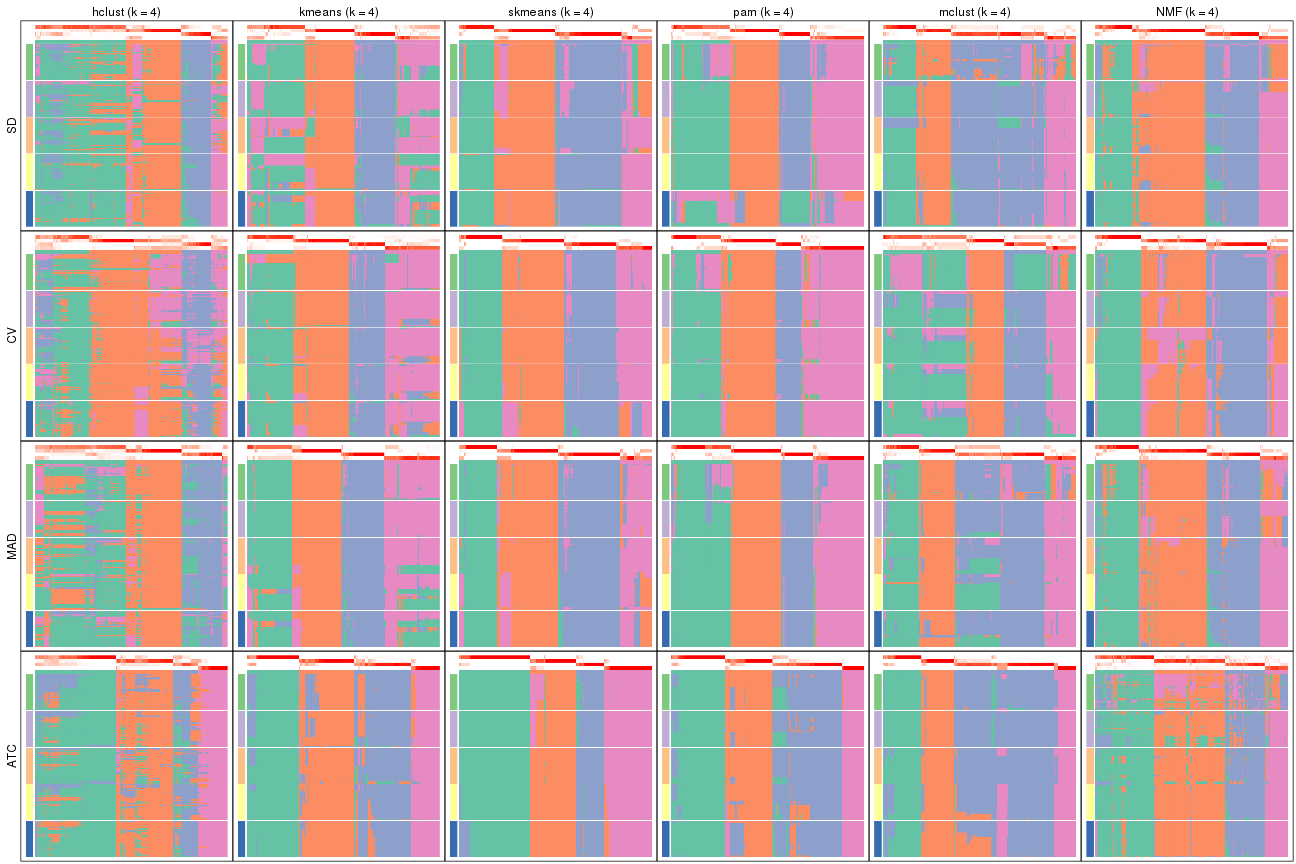 hclust (k = 4)
kmeans (k = 4)
skmeans (k = 4)
pam (k = 4)
mclust (k = 4)
NMF (k = 4)
SD
CV
MAD
ATC